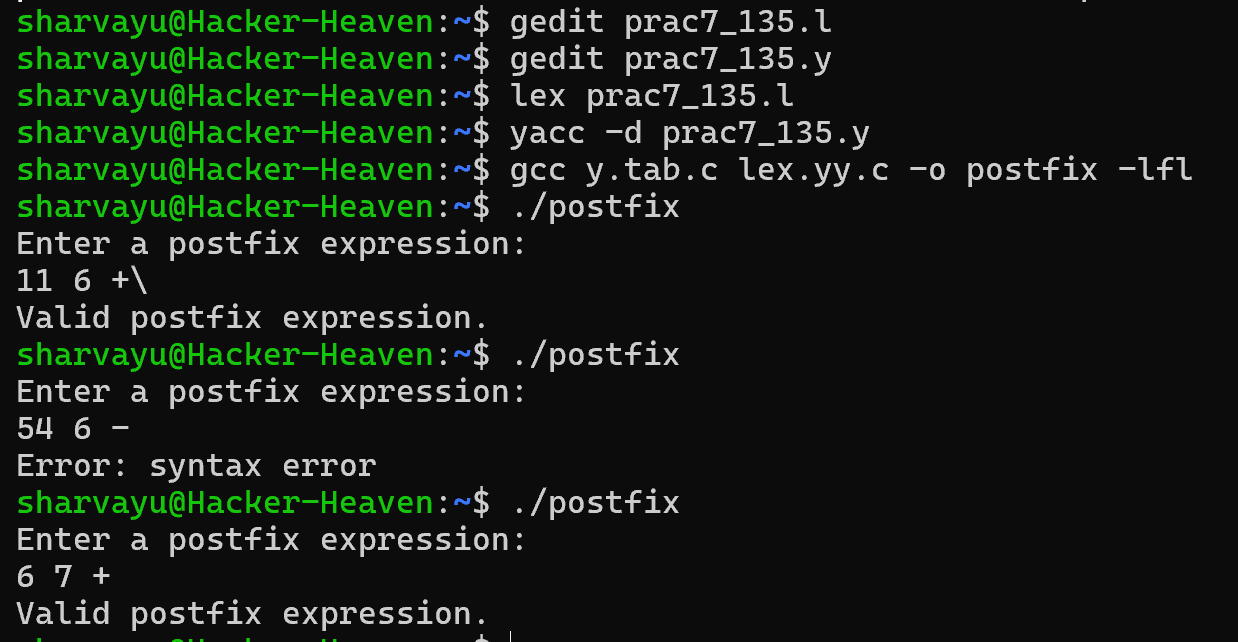 sharvayu@Hacker-Heaven:~$ gedit prac7_135.l
sharvayu@Hacker-Heaven:~$ gedit prac7_135.y
sharvayu@Hacker-Heaven:~$ lex prac7_135.l
sharvayu@Hacker-Heaven:~$ yacc -d prac7_135.y
sharvayu@Hacker-Heaven:~$ gcc y.tab.c lex.yy.c -o postfix -lfl
sharvayu@Hacker-Heaven:~$ ./postfix
Enter a postfix expression:
11 6 +\
Valid postfix expression.
sharvayu@Hacker-Heaven:~$ ./postfix
Enter a postfix expression:
54 6 -
Error: syntax error
sharvayu@Hacker-Heaven:~$ ./postfix
Enter a postfix expression:
6 7 +
Valid postfix expression.